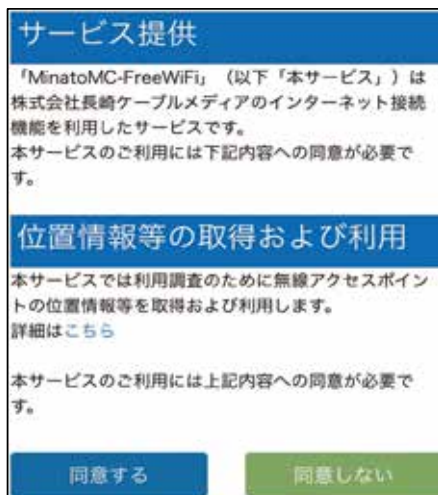 サービス提供
「MinatoMC-FreeWiFi」（以下「本サービス」）は
株式会社長崎ケーブルメディアのインターネット接続
機能を利用したサービスです。
本サービスのご利用には下記内容への同意が必要で
す。
位置情報等の取得および利用
本サービスでは利用調査のために無線アクセスポイン
トの位置情報等を取得および利用します。
詳細はこちら
本サービスのご利用には上記内容への同意が必要で
す。
同意する
同意しない